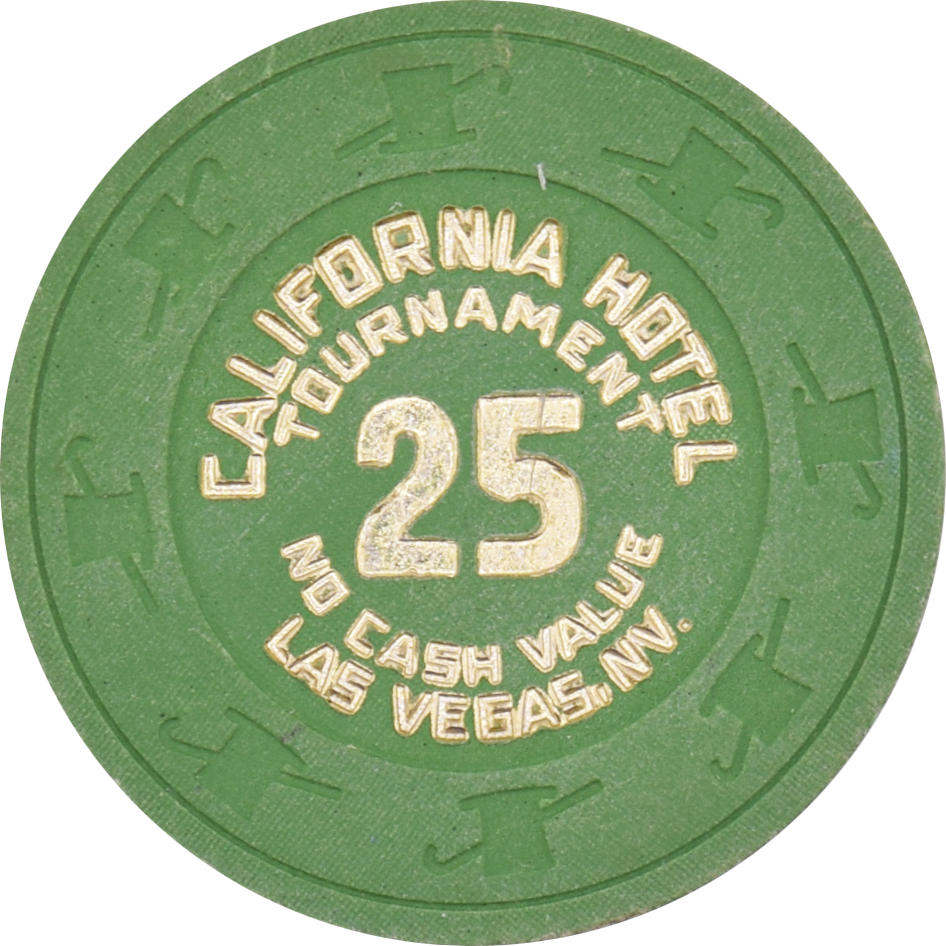 CALIFORNIA HOTEL
TOURNAMENT
25
NO CASH VALUE
LAS VEGAS, NV.